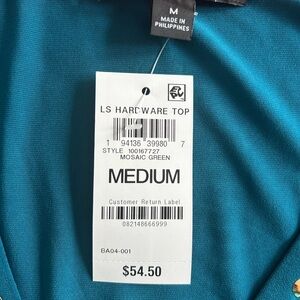 M
MADE IN
PHILIPPINES
LS HARDWARE TOP
1 94136 39980 7
STYLE 100167727
MOSAIC GREEN
MEDIUM
Customer Return Label
082148666999
BA04-001
$54.50